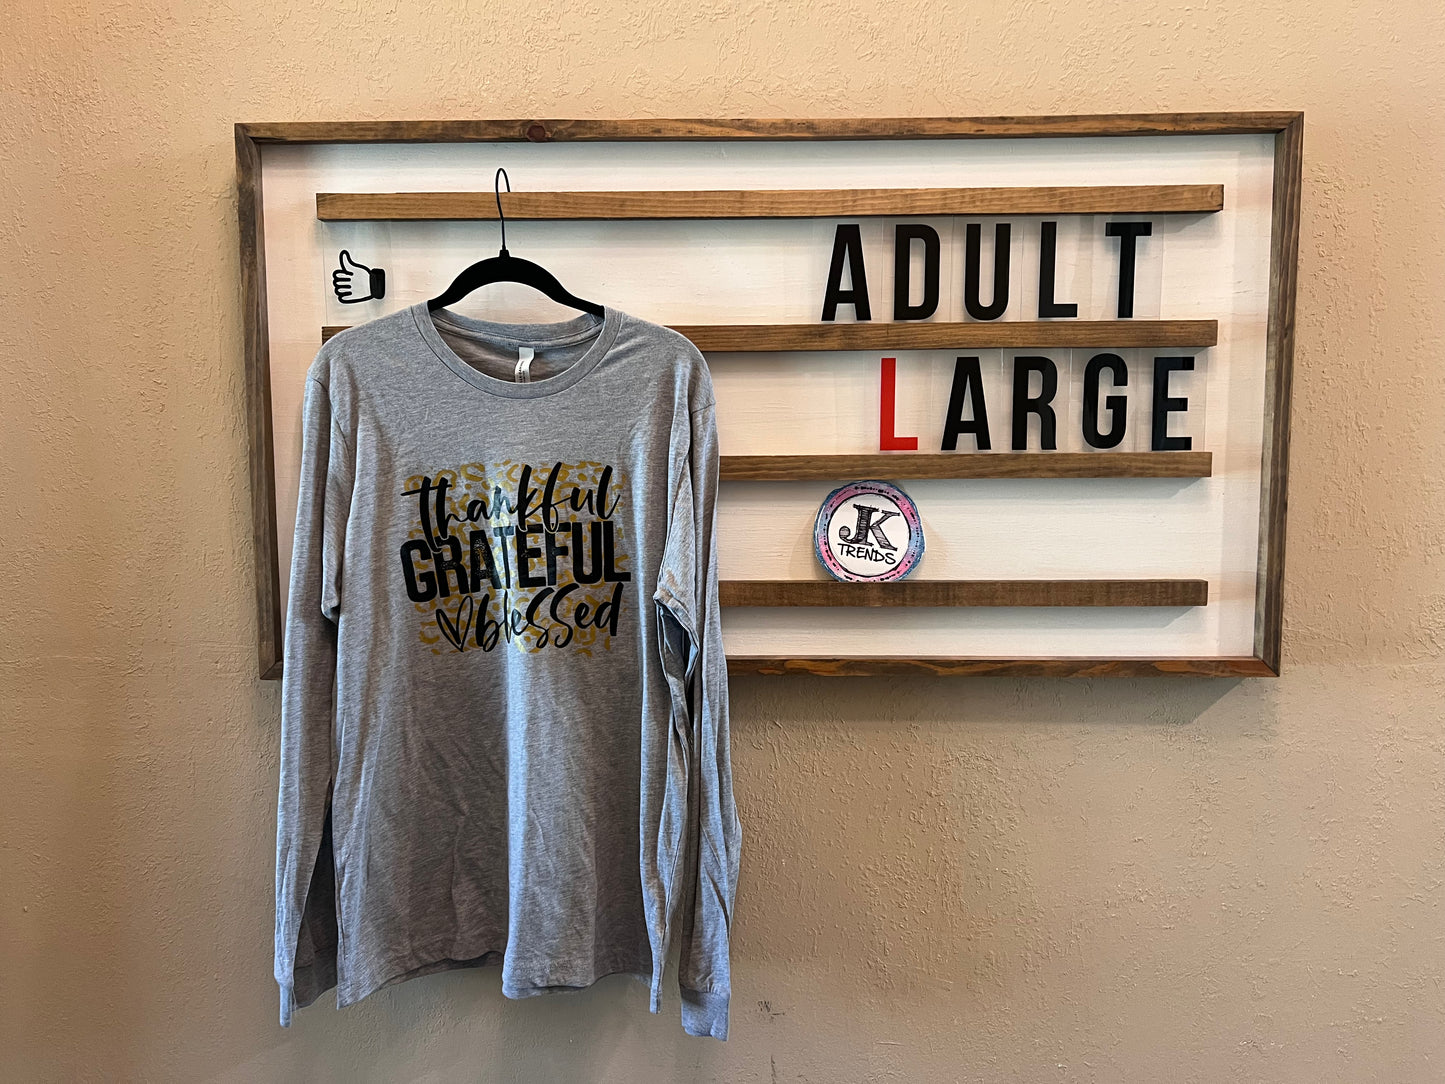 thankful
GRATEFUL
blessed
ADULT
LARGE
JK
TRENDS